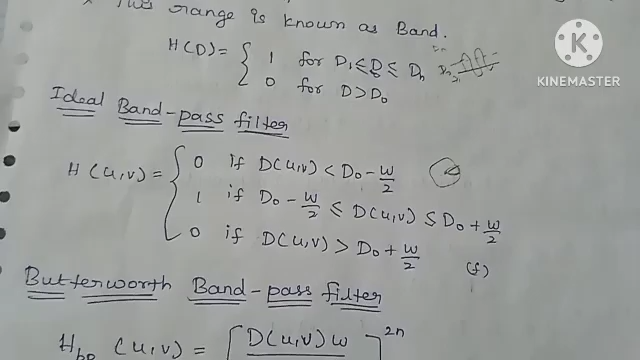 This range is known as Band.
H(D) = { 1 for D₁ ≤ D ≤ Dₕ
0 for D > D₀
Ideal Band-pass filter
H(u,v) = { 0 if D(u,v) < D₀ - w/2
1 if D₀ - w/2 ≤ D(u,v) ≤ D₀ + w/2
0 if D(u,v) > D₀ + w/2
(f)
Butterworth Band-pass filter
H_bp (u,v) = [ D(u,v) w ]^2n
KINEMASTER